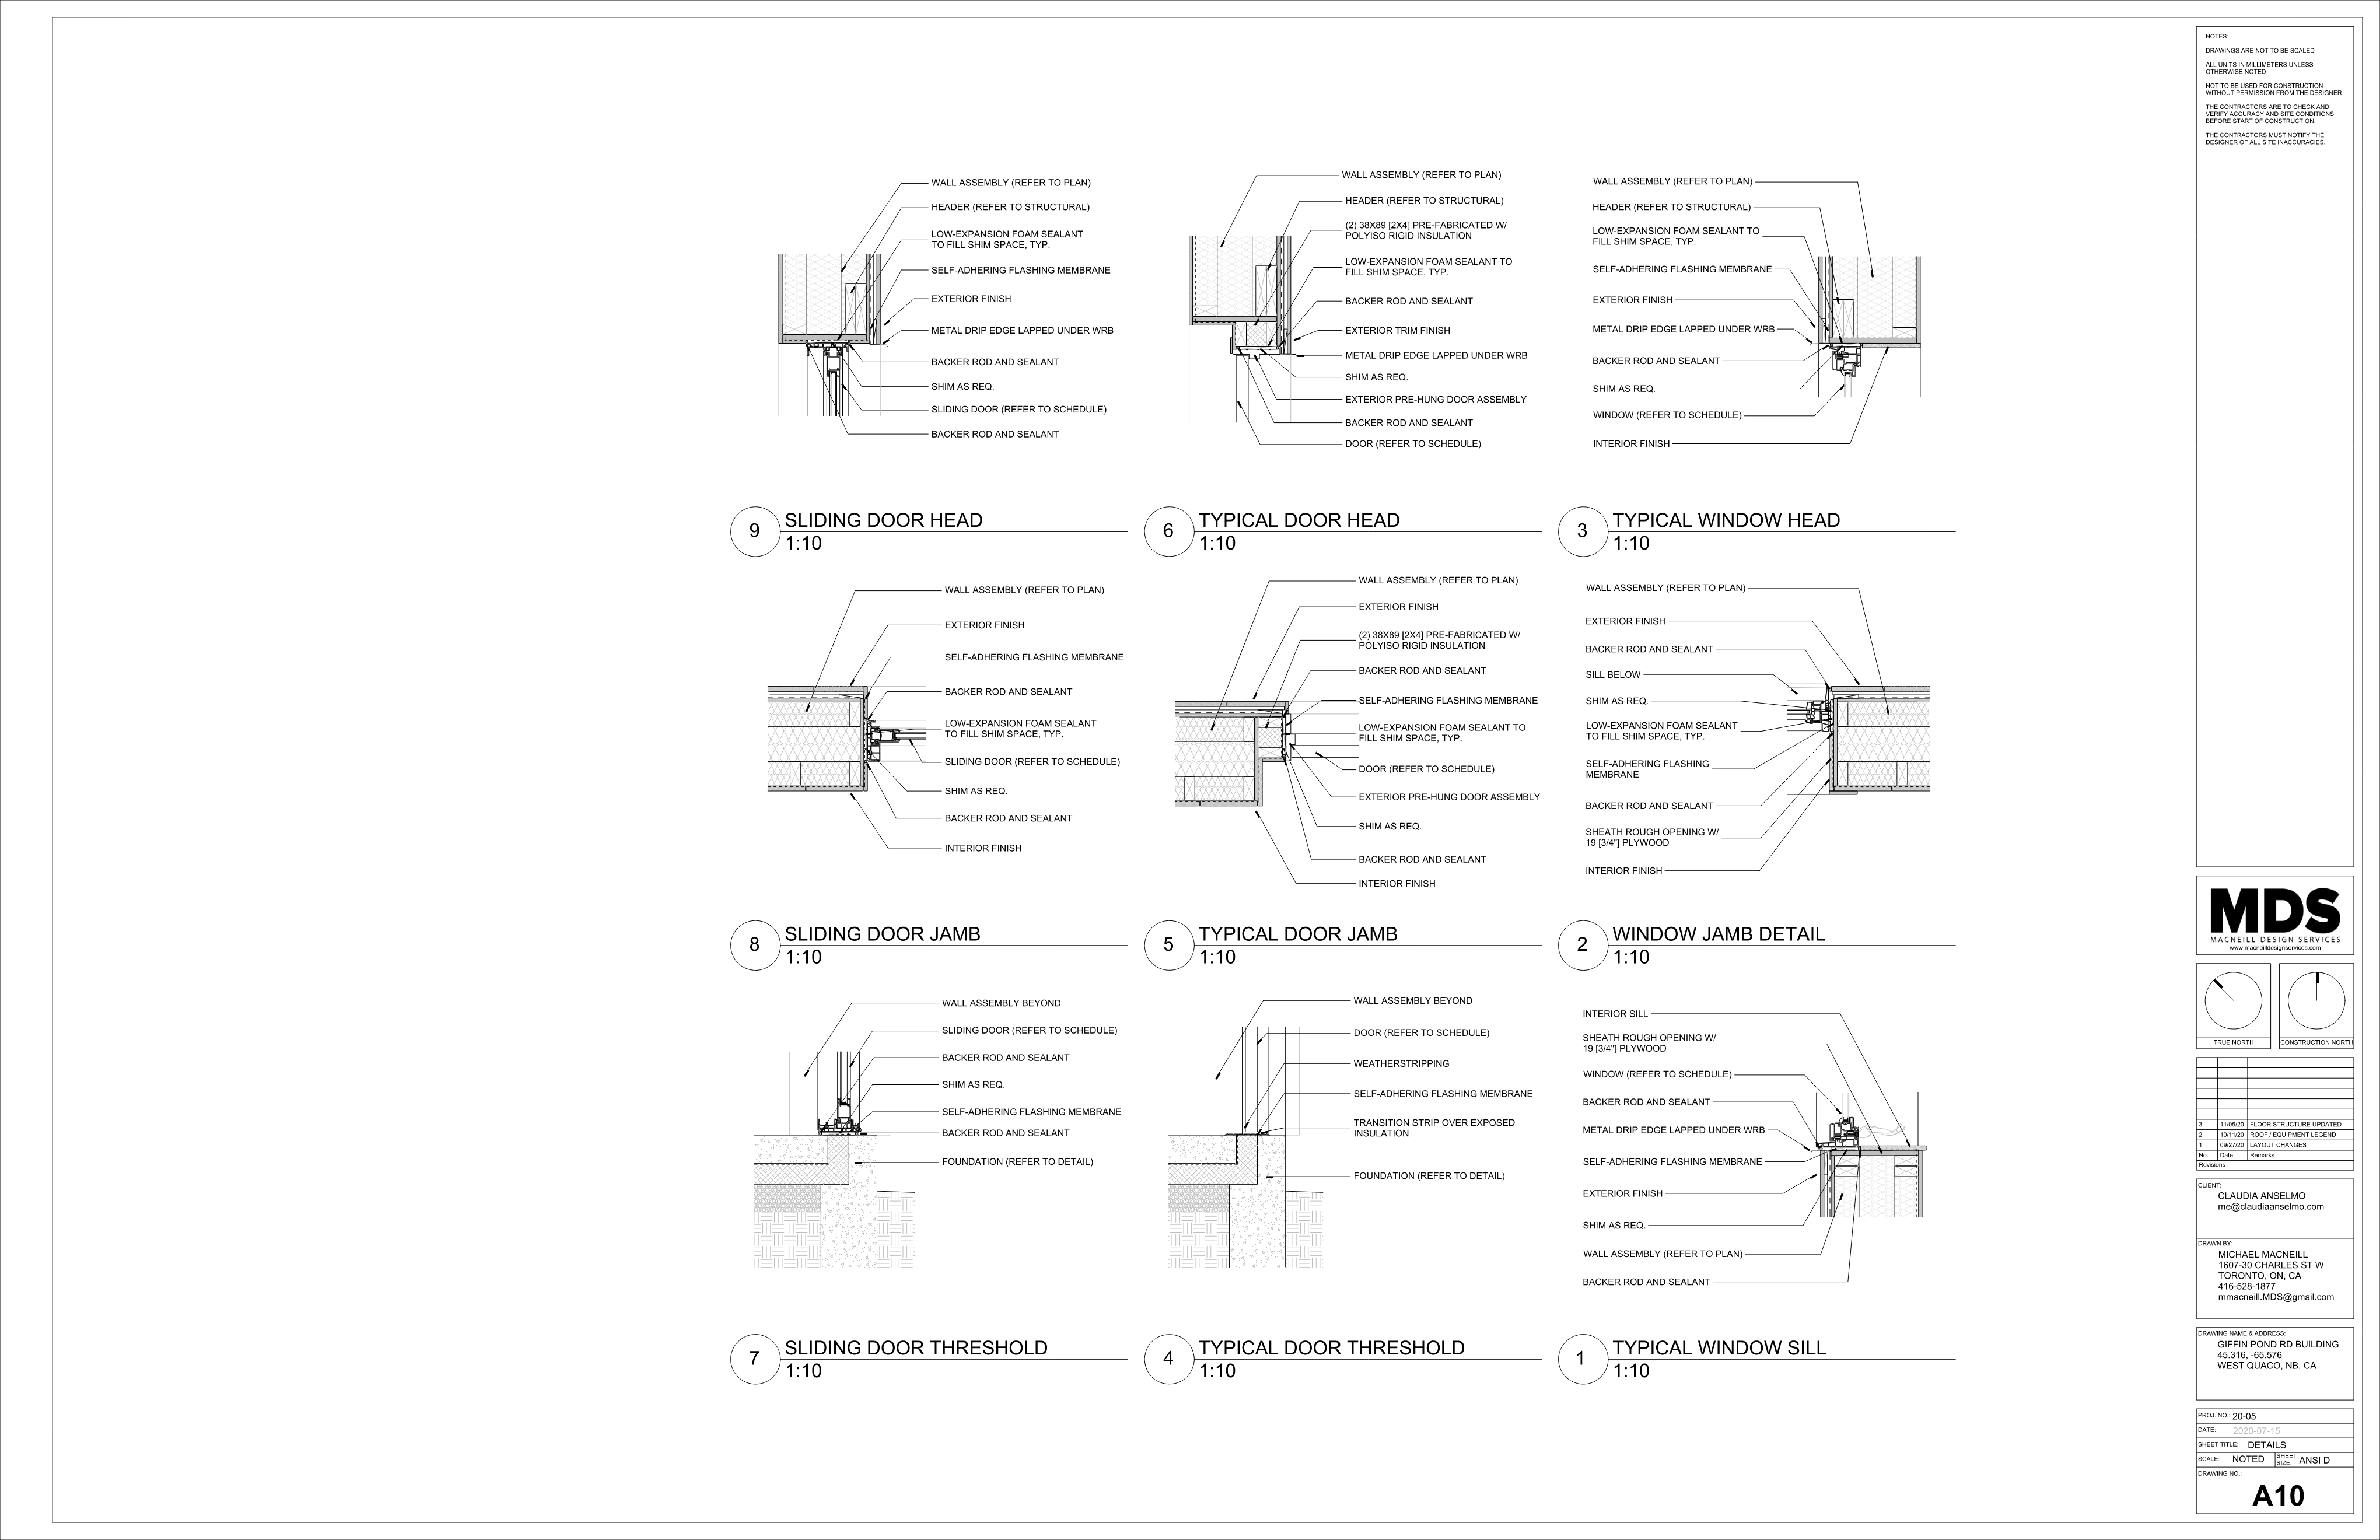 WALL ASSEMBLY (REFER TO PLAN)
HEADER (REFER TO STRUCTURAL)
LOW-EXPANSION FOAM SEALANT
TO FILL SHIM SPACE, TYP.
SELF-ADHERING FLASHING MEMBRANE
EXTERIOR FINISH
METAL DRIP EDGE LAPPED UNDER WRB
BACKER ROD AND SEALANT
SHIM AS REQ.
SLIDING DOOR (REFER TO SCHEDULE)
BACKER ROD AND SEALANT
9
SLIDING DOOR HEAD
1:10
WALL ASSEMBLY (REFER TO PLAN)
HEADER (REFER TO STRUCTURAL)
(2) 38X89 [2X4] PRE-FABRICATED W/
POLYISO RIGID INSULATION
LOW-EXPANSION FOAM SEALANT TO
FILL SHIM SPACE, TYP.
BACKER ROD AND SEALANT
EXTERIOR TRIM FINISH
METAL DRIP EDGE LAPPED UNDER WRB
SHIM AS REQ.
EXTERIOR PRE-HUNG DOOR ASSEMBLY
BACKER ROD AND SEALANT
DOOR (REFER TO SCHEDULE)
6
TYPICAL DOOR HEAD
1:10
WALL ASSEMBLY (REFER TO PLAN)
HEADER (REFER TO STRUCTURAL)
LOW-EXPANSION FOAM SEALANT TO
FILL SHIM SPACE, TYP.
SELF-ADHERING FLASHING MEMBRANE
EXTERIOR FINISH
METAL DRIP EDGE LAPPED UNDER WRB
BACKER ROD AND SEALANT
SHIM AS REQ.
WINDOW (REFER TO SCHEDULE)
INTERIOR FINISH
3
TYPICAL WINDOW HEAD
1:10
WALL ASSEMBLY (REFER TO PLAN)
EXTERIOR FINISH
SELF-ADHERING FLASHING MEMBRANE
BACKER ROD AND SEALANT
LOW-EXPANSION FOAM SEALANT
TO FILL SHIM SPACE, TYP.
SLIDING DOOR (REFER TO SCHEDULE)
SHIM AS REQ.
BACKER ROD AND SEALANT
INTERIOR FINISH
8
SLIDING DOOR JAMB
1:10
WALL ASSEMBLY (REFER TO PLAN)
EXTERIOR FINISH
(2) 38X89 [2X4] PRE-FABRICATED W/
POLYISO RIGID INSULATION
BACKER ROD AND SEALANT
SELF-ADHERING FLASHING MEMBRANE
LOW-EXPANSION FOAM SEALANT TO
FILL SHIM SPACE, TYP.
DOOR (REFER TO SCHEDULE)
EXTERIOR PRE-HUNG DOOR ASSEMBLY
SHIM AS REQ.
BACKER ROD AND SEALANT
INTERIOR FINISH
5
TYPICAL DOOR JAMB
1:10
WALL ASSEMBLY (REFER TO PLAN)
EXTERIOR FINISH
BACKER ROD AND SEALANT
SILL BELOW
SHIM AS REQ.
LOW-EXPANSION FOAM SEALANT
TO FILL SHIM SPACE, TYP.
SELF-ADHERING FLASHING
MEMBRANE
BACKER ROD AND SEALANT
SHEATH ROUGH OPENING W/
19 [3/4"] PLYWOOD
INTERIOR FINISH
2
WINDOW JAMB DETAIL
1:10
WALL ASSEMBLY BEYOND
SLIDING DOOR (REFER TO SCHEDULE)
BACKER ROD AND SEALANT
SHIM AS REQ.
SELF-ADHERING FLASHING MEMBRANE
BACKER ROD AND SEALANT
FOUNDATION (REFER TO DETAIL)
7
SLIDING DOOR THRESHOLD
1:10
WALL ASSEMBLY BEYOND
DOOR (REFER TO SCHEDULE)
WEATHERSTRIPPING
SELF-ADHERING FLASHING MEMBRANE
TRANSITION STRIP OVER EXPOSED
INSULATION
FOUNDATION (REFER TO DETAIL)
4
TYPICAL DOOR THRESHOLD
1:10
INTERIOR SILL
SHEATH ROUGH OPENING W/
19 [3/4"] PLYWOOD
WINDOW (REFER TO SCHEDULE)
BACKER ROD AND SEALANT
METAL DRIP EDGE LAPPED UNDER WRB
SELF-ADHERING FLASHING MEMBRANE
EXTERIOR FINISH
SHIM AS REQ.
WALL ASSEMBLY (REFER TO PLAN)
BACKER ROD AND SEALANT
1
TYPICAL WINDOW SILL
1:10
NOTES:
DRAWINGS ARE NOT TO BE SCALED
ALL UNITS IN MILLIMETERS UNLESS
OTHERWISE NOTED
NOT TO BE USED FOR CONSTRUCTION
WITHOUT PERMISSION FROM THE DESIGNER
THE CONTRACTORS ARE TO CHECK AND
VERIFY ACCURACY AND SITE CONDITIONS
BEFORE START OF CONSTRUCTION.
THE CONTRACTORS MUST NOTIFY THE
DESIGNER OF ALL SITE INACCURACIES.
MDS
MACNEILL DESIGN SERVICES
www.macneilldesignservices.com
TRUE NORTH
CONSTRUCTION NORTH
3 11/05/20 FLOOR STRUCTURE UPDATED
2 10/11/20 ROOF / EQUIPMENT LEGEND
1 09/27/20 LAYOUT CHANGES
No. Date Remarks
Revisions
CLIENT:
CLAUDIA ANSELMO
me@claudiaanselmo.com
DRAWN BY:
MICHAEL MACNEILL
1607-30 CHARLES ST W
TORONTO, ON, CA
416-528-1877
mmacneill.MDS@gmail.com
DRAWING NAME & ADDRESS:
GIFFIN POND RD BUILDING
45.316, -65.576
WEST QUACO, NB, CA
PROJ. NO.: 20-05
DATE: 2020-07-15
SHEET TITLE: DETAILS
SCALE: NOTED
SHEET
SIZE: ANSI D
DRAWING NO.:
A10